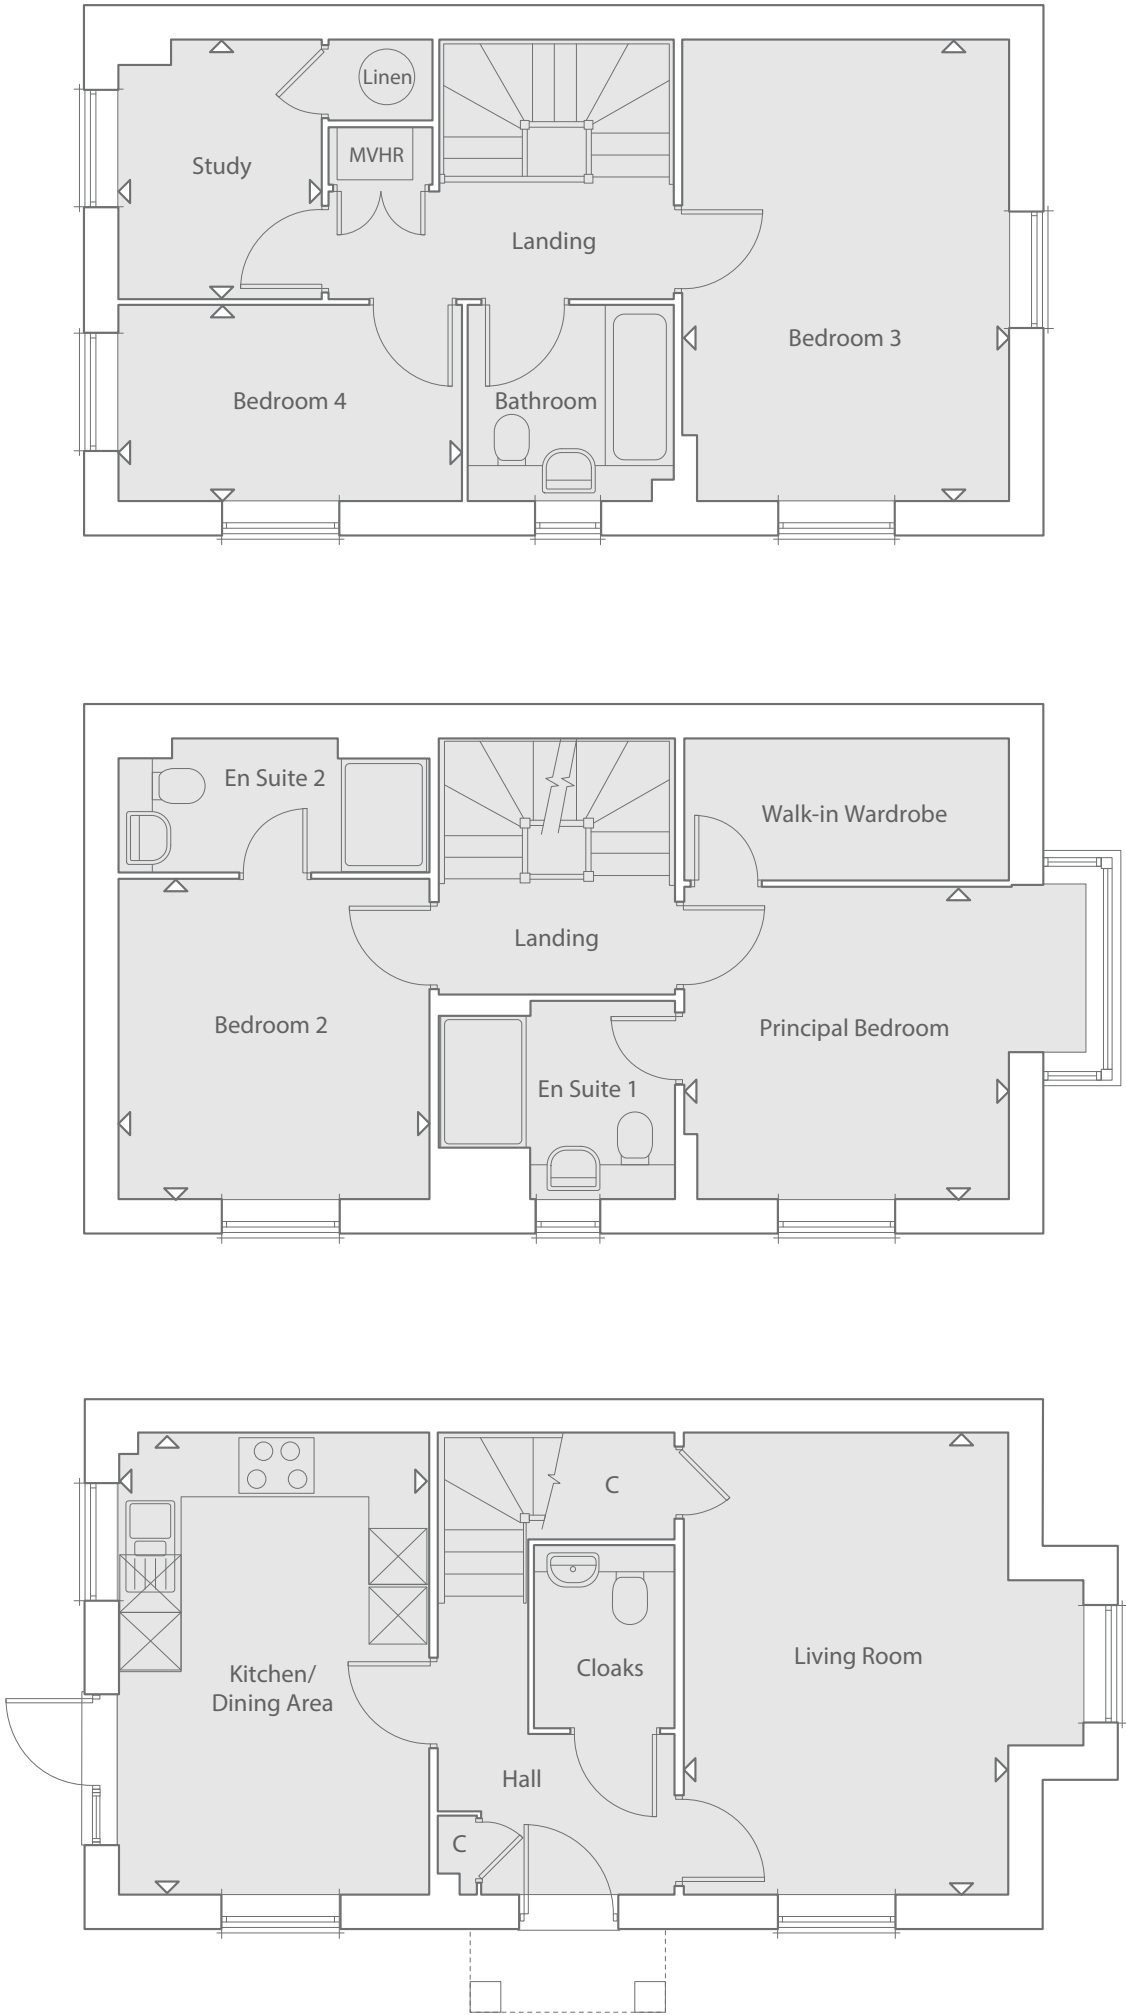 Linen
MVHR
Study
Landing
Bedroom 3
Bedroom 4
Bathroom
En Suite 2
Walk-in Wardrobe
Landing
Bedroom 2
Principal Bedroom
En Suite 1
C
Living Room
Cloaks
Kitchen/
Dining Area
Hall
C